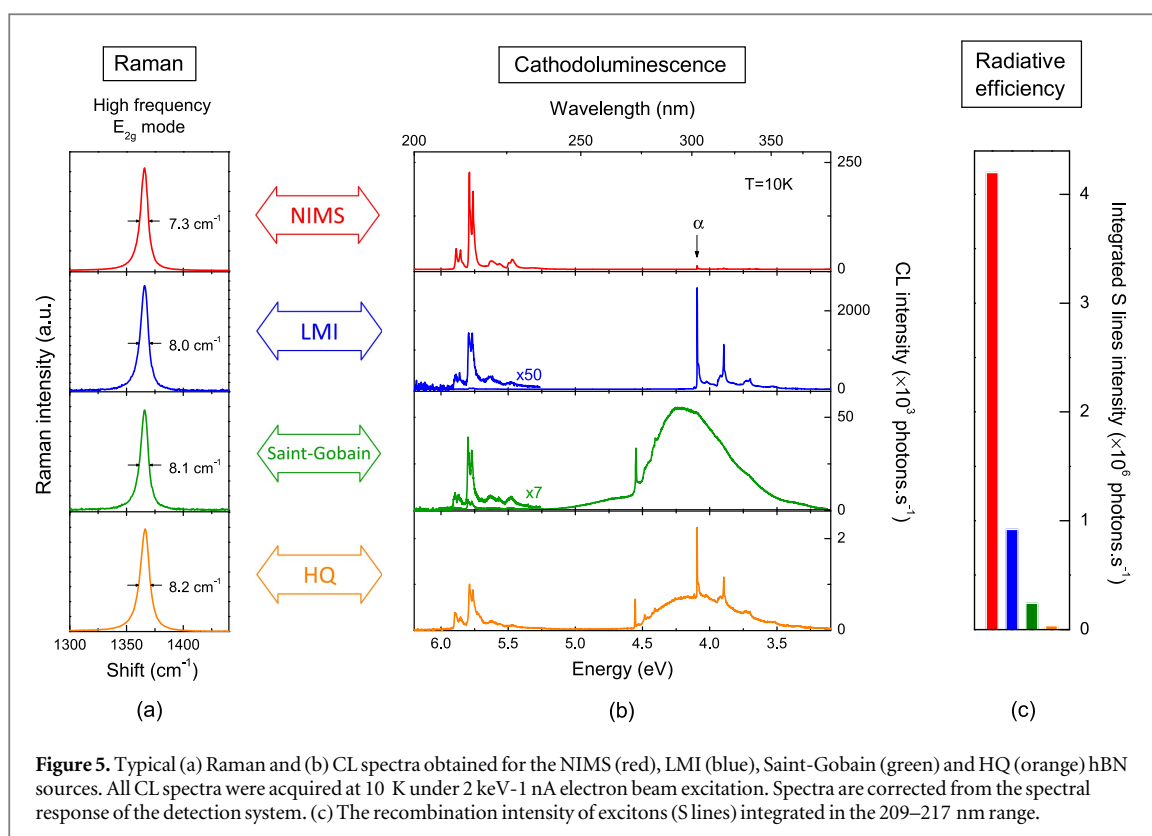 Raman
Cathodoluminescence
Radiative
efficiency
High frequency
E2g mode
Wavelength (nm)
200 250 300 350
7.3 cm-1
NIMS
T=10K
α
250
0
8.0 cm-1
LMI
x50
2000
0
8.1 cm-1
Saint-Gobain
x7
50
0
8.2 cm-1
HQ
2
0
Raman intensity (a.u.)
CL intensity (×10³ photons.s-1)
4
3
2
1
0
Integrated S lines intensity (×10⁶ photons.s-1)
1300 1350 1400
Shift (cm-1)
6.0 5.5 5.0 4.5 4.0 3.5
Energy (eV)
(a)
(b)
(c)
Figure 5. Typical (a) Raman and (b) CL spectra obtained for the NIMS (red), LMI (blue), Saint-Gobain (green) and HQ (orange) hBN
sources. All CL spectra were acquired at 10 K under 2 keV-1 nA electron beam excitation. Spectra are corrected from the spectral
response of the detection system. (c) The recombination intensity of excitons (S lines) integrated in the 209–217 nm range.